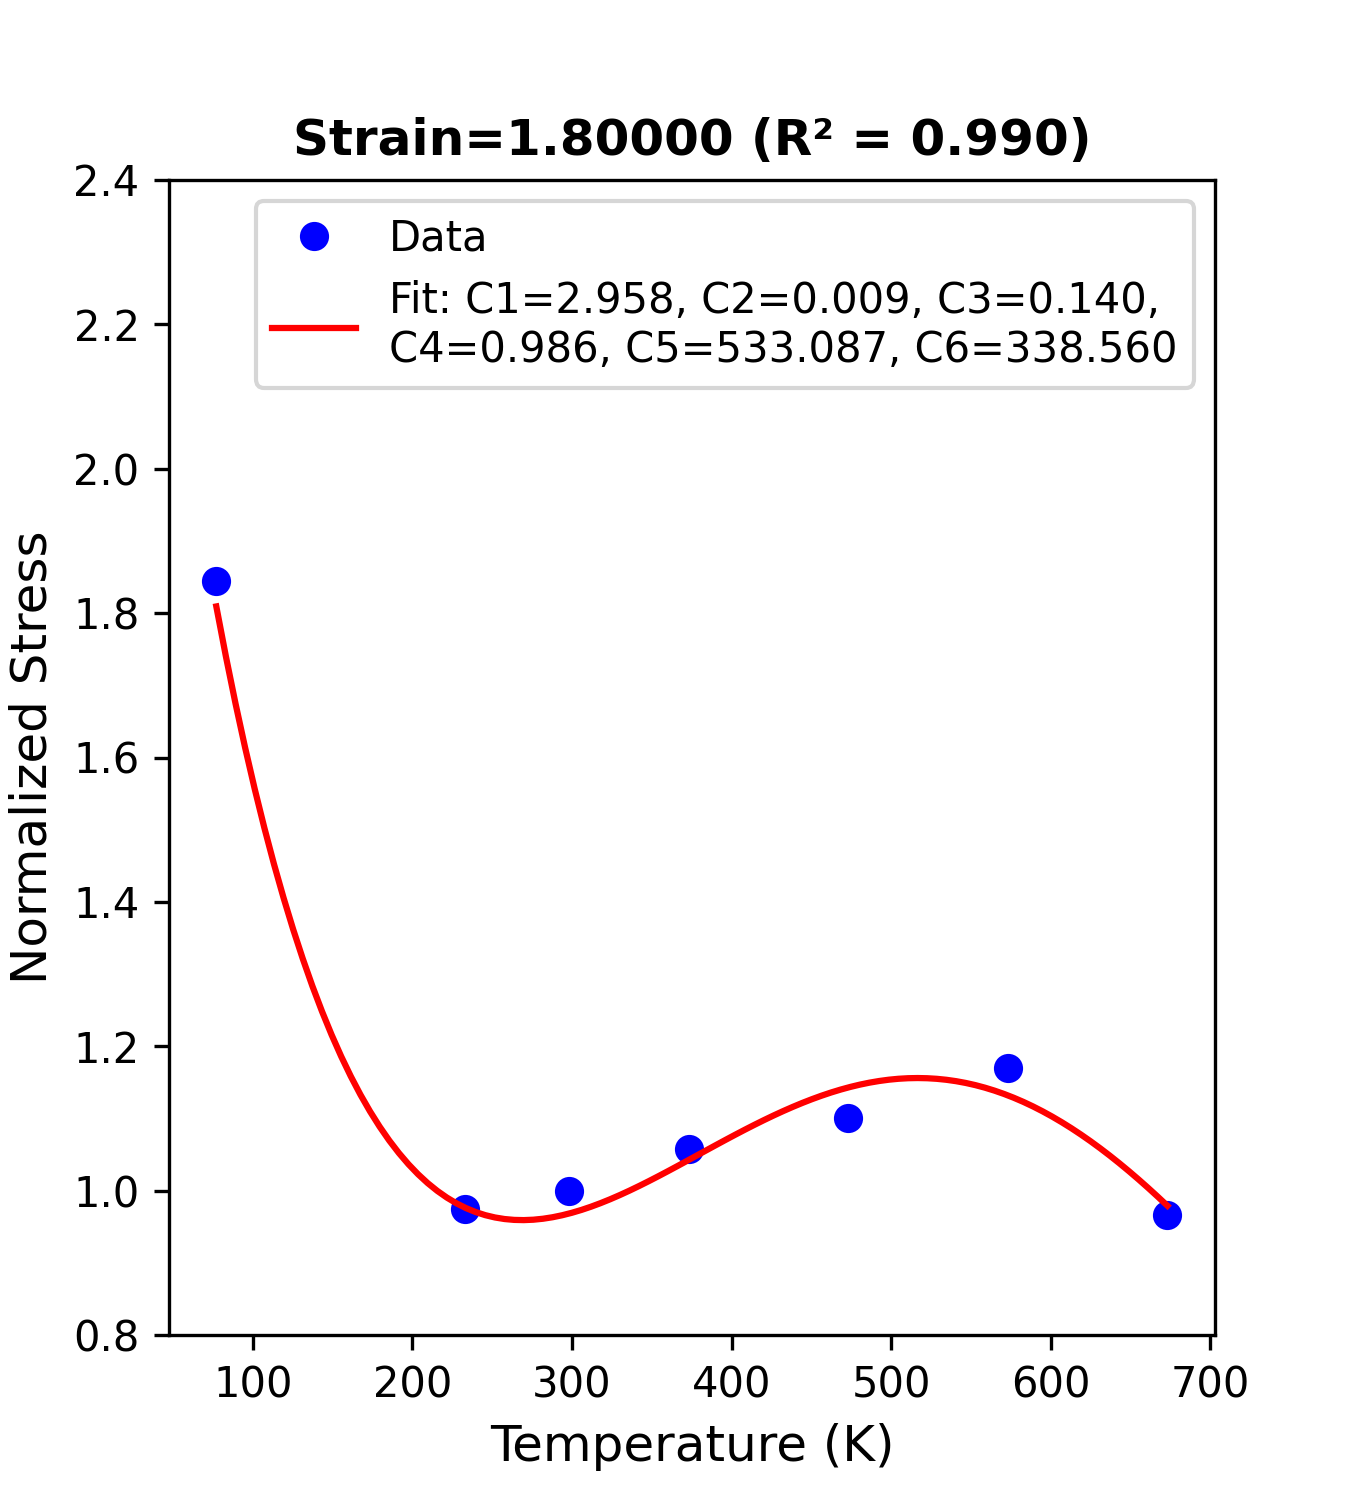 Strain=1.80000 (R² = 0.990)
2.4
2.2
2.0
1.8
1.6
1.4
1.2
1.0
0.8
Normalized Stress
Data
Fit: C1=2.958, C2=0.009, C3=0.140,
C4=0.986, C5=533.087, C6=338.560
100 200 300 400 500 600 700
Temperature (K)